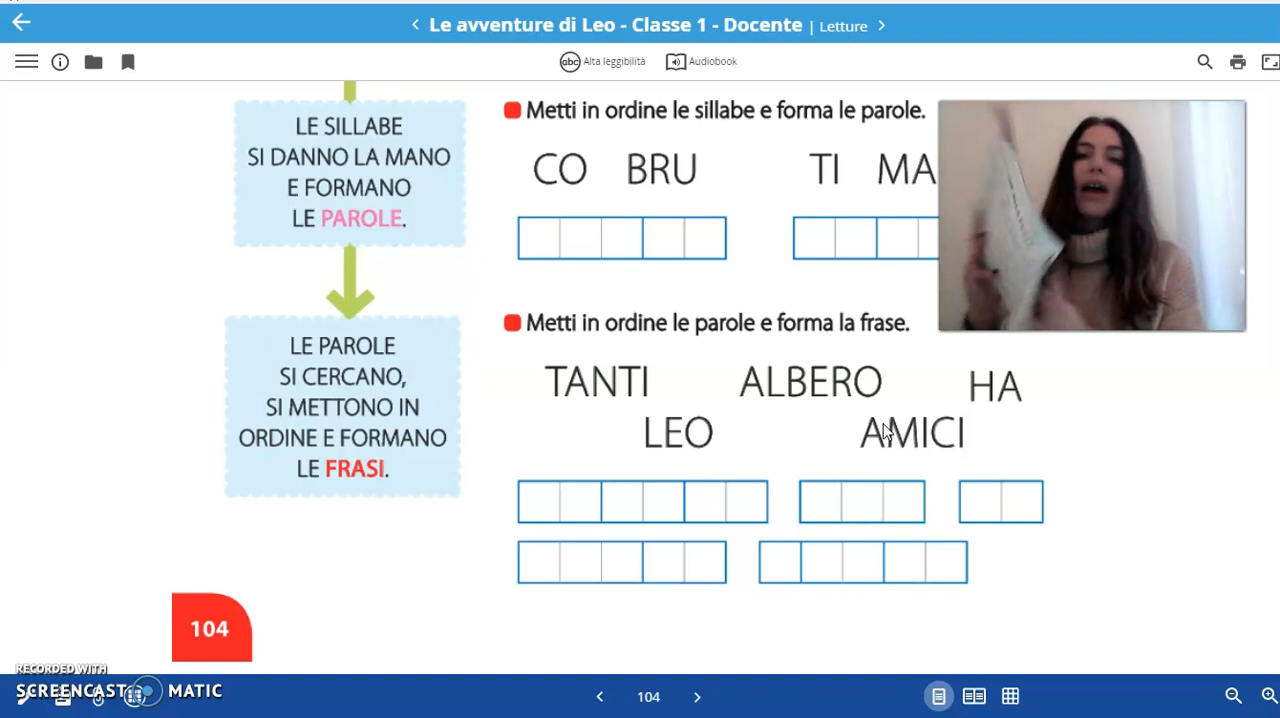 Le avventure di Leo - Classe 1 - Docente | Letture
abc Alta leggibilità Audiobook
LE SILLABE
SI DANNO LA MANO
E FORMANO
LE PAROLE.
LE PAROLE
SI CERCANO,
SI METTONO IN
ORDINE E FORMANO
LE FRASI.
Metti in ordine le sillabe e forma le parole.
CO BRU TI MA
Metti in ordine le parole e forma la frase.
TANTI ALBERO HA
LEO AMICI
104
RECORDED WITH
SCREENCAST MATIC
104